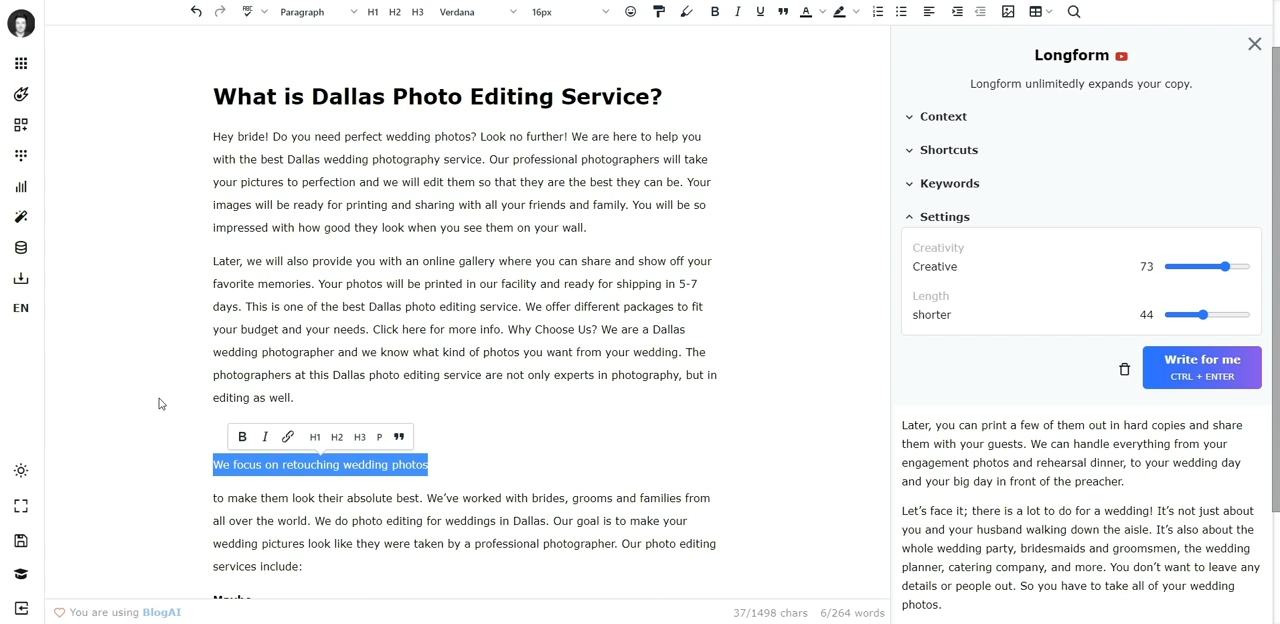 ABC Paragraph H1 H2 H3 Verdana 16px B I U A
Longform
Longform unlimitedly expands your copy.
Context
Shortcuts
Keywords
Settings
Creativity
Creative 73
Length
shorter 44
Write for me
CTRL + ENTER
EN
What is Dallas Photo Editing Service?
Hey bride! Do you need perfect wedding photos? Look no further! We are here to help you
with the best Dallas wedding photography service. Our professional photographers will take
your pictures to perfection and we will edit them so that they are the best they can be. Your
images will be ready for printing and sharing with all your friends and family. You will be so
impressed with how good they look when you see them on your wall.
Later, we will also provide you with an online gallery where you can share and show off your
favorite memories. Your photos will be printed in our facility and ready for shipping in 5-7
days. This is one of the best Dallas photo editing service. We offer different packages to fit
your budget and your needs. Click here for more info. Why Choose Us? We are a Dallas
wedding photographer and we know what kind of photos you want from your wedding. The
photographers at this Dallas photo editing service are not only experts in photography, but in
editing as well.
B I H1 H2 H3 P
We focus on retouching wedding photos
to make them look their absolute best. We've worked with brides, grooms and families from
all over the world. We do photo editing for weddings in Dallas. Our goal is to make your
wedding pictures look like they were taken by a professional photographer. Our photo editing
services include:
Maybe
Later, you can print a few of them out in hard copies and share
them with your guests. We can handle everything from your
engagement photos and rehearsal dinner, to your wedding day
and your big day in front of the preacher.
Let's face it; there is a lot to do for a wedding! It's not just about
you and your husband walking down the aisle. It's also about the
whole wedding party, bridesmaids and groomsmen, the wedding
planner, catering company, and more. You don't want to leave any
details or people out. So you have to take all of your wedding
photos.
You are using BlogAI
37/1498 chars 6/264 words